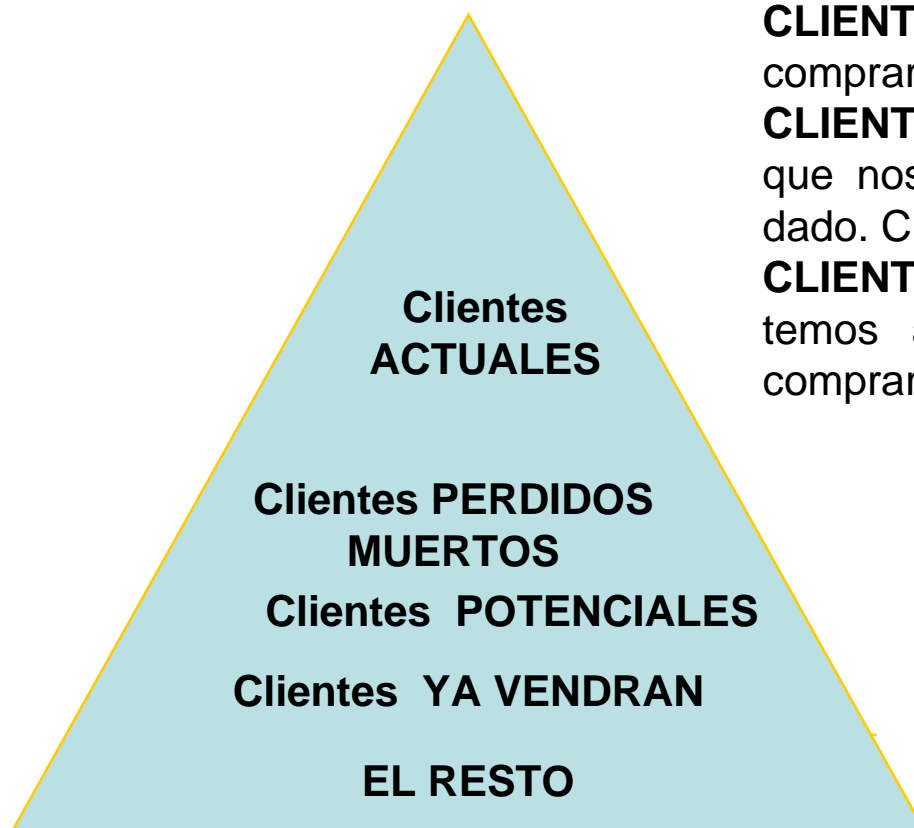 CLIENT
comprar
CLIENT
que nos
dado. C
CLIENT
temos a
comprar
Clientes
ACTUALES
Clientes PERDIDOS
MUERTOS
Clientes POTENCIALES
Clientes YA VENDRAN
EL RESTO